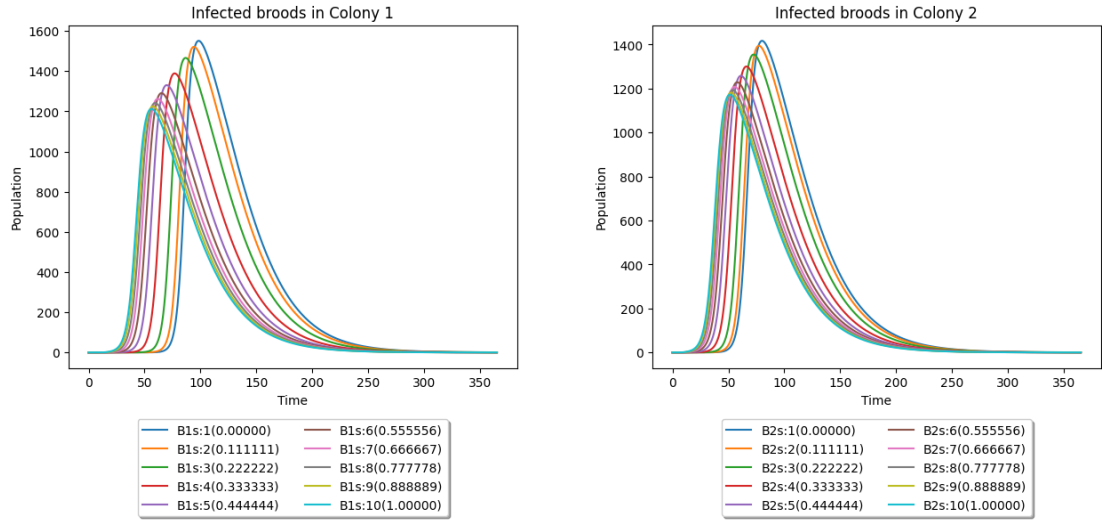 Infected broods in Colony 1
1600
1400
1200
1000
800
600
400
200
0
Population
0 50 100 150 200 250 300 350
Time
B1s:1(0.00000) B1s:6(0.555556)
B1s:2(0.111111) B1s:7(0.666667)
B1s:3(0.222222) B1s:8(0.777778)
B1s:4(0.333333) B1s:9(0.888889)
B1s:5(0.444444) B1s:10(1.00000)
Infected broods in Colony 2
1400
1200
1000
800
600
400
200
0
Population
0 50 100 150 200 250 300 350
Time
B2s:1(0.00000) B2s:6(0.555556)
B2s:2(0.111111) B2s:7(0.666667)
B2s:3(0.222222) B2s:8(0.777778)
B2s:4(0.333333) B2s:9(0.888889)
B2s:5(0.444444) B2s:10(1.00000)